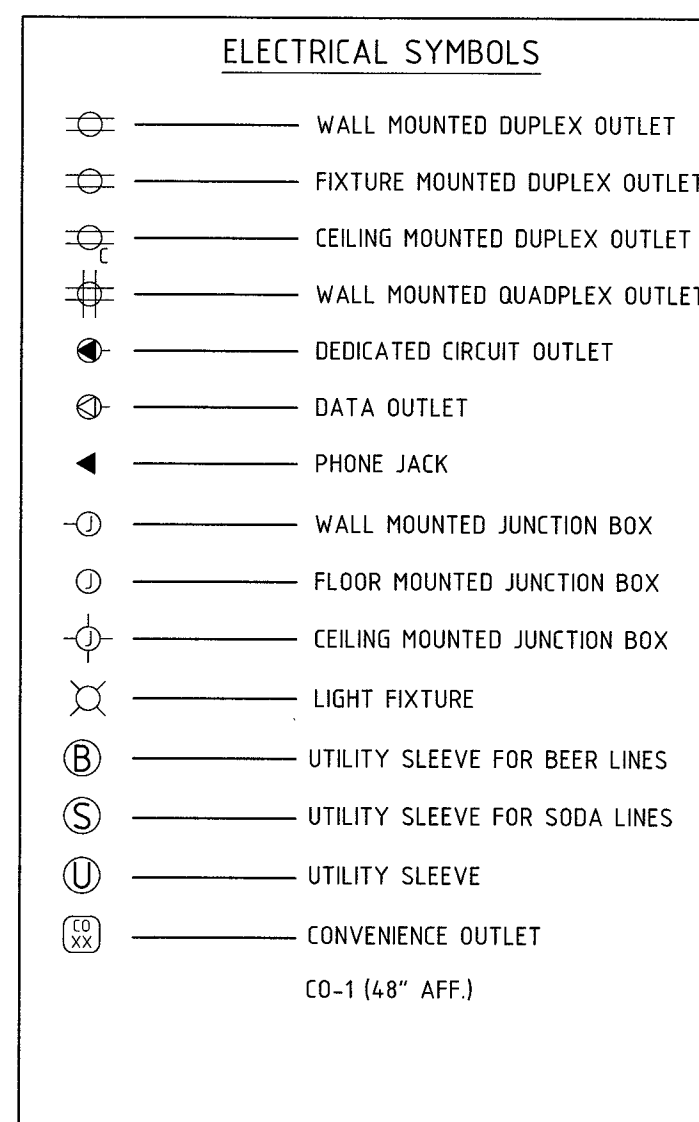 ELECTRICAL SYMBOLS
WALL MOUNTED DUPLEX OUTLET
FIXTURE MOUNTED DUPLEX OUTLET
C CEILING MOUNTED DUPLEX OUTLET
WALL MOUNTED QUADPLEX OUTLET
DEDICATED CIRCUIT OUTLET
DATA OUTLET
PHONE JACK
J WALL MOUNTED JUNCTION BOX
J FLOOR MOUNTED JUNCTION BOX
J CEILING MOUNTED JUNCTION BOX
LIGHT FIXTURE
B UTILITY SLEEVE FOR BEER LINES
S UTILITY SLEEVE FOR SODA LINES
U UTILITY SLEEVE
CO
XX CONVENIENCE OUTLET
CO-1 (48" AFF.)